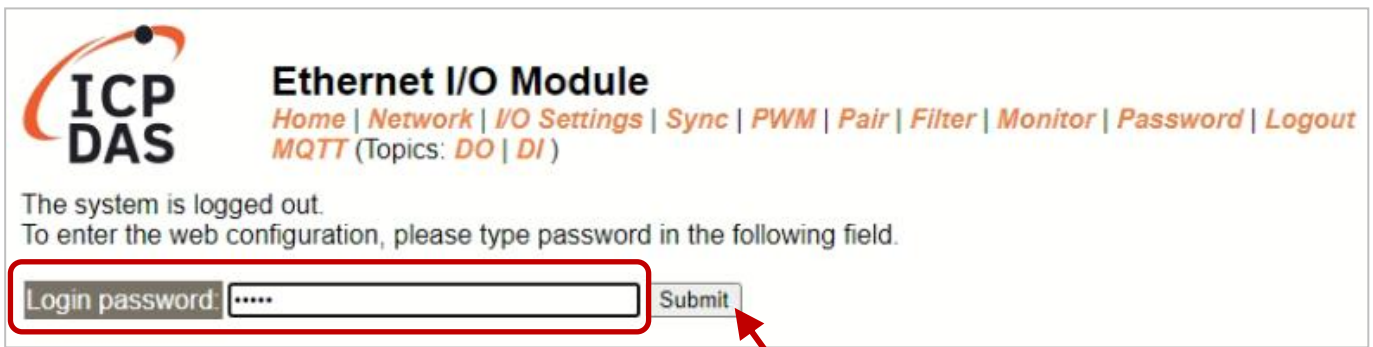 ICP
DAS
Ethernet I/O Module
Home | Network | I/O Settings | Sync | PWM | Pair | Filter | Monitor | Password | Logout
MQTT (Topics: DO | DI )
The system is logged out.
To enter the web configuration, please type password in the following field.
Login password: ••••• Submit